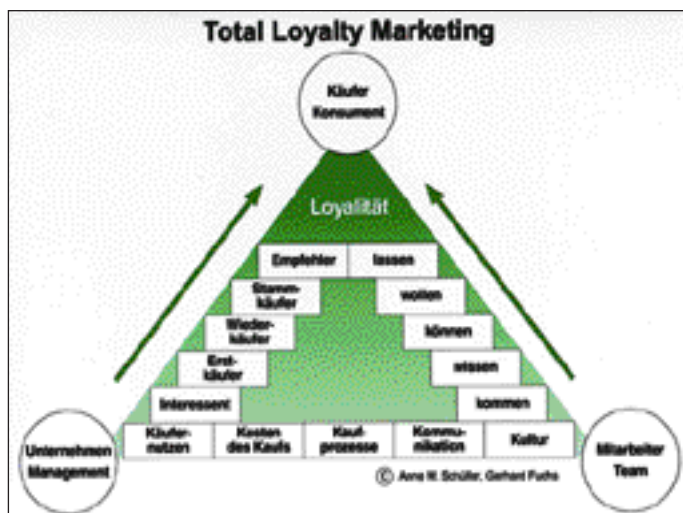 Total Loyalty Marketing
Käufer
Konsument
Loyalität
Empfehler lassen
Stamm-
käufer
wollen
Wieder-
käufer
können
Erst-
käufer
wissen
Interessent kommen
Unternehmen
Management
Käufer-
nutzen
Kosten
des Kaufs
Kauf-
prozesse
Kommu-
nikation
Kultur
Mitarbeiter
Team
© Anne M. Schüller, Gerhard Fuchs